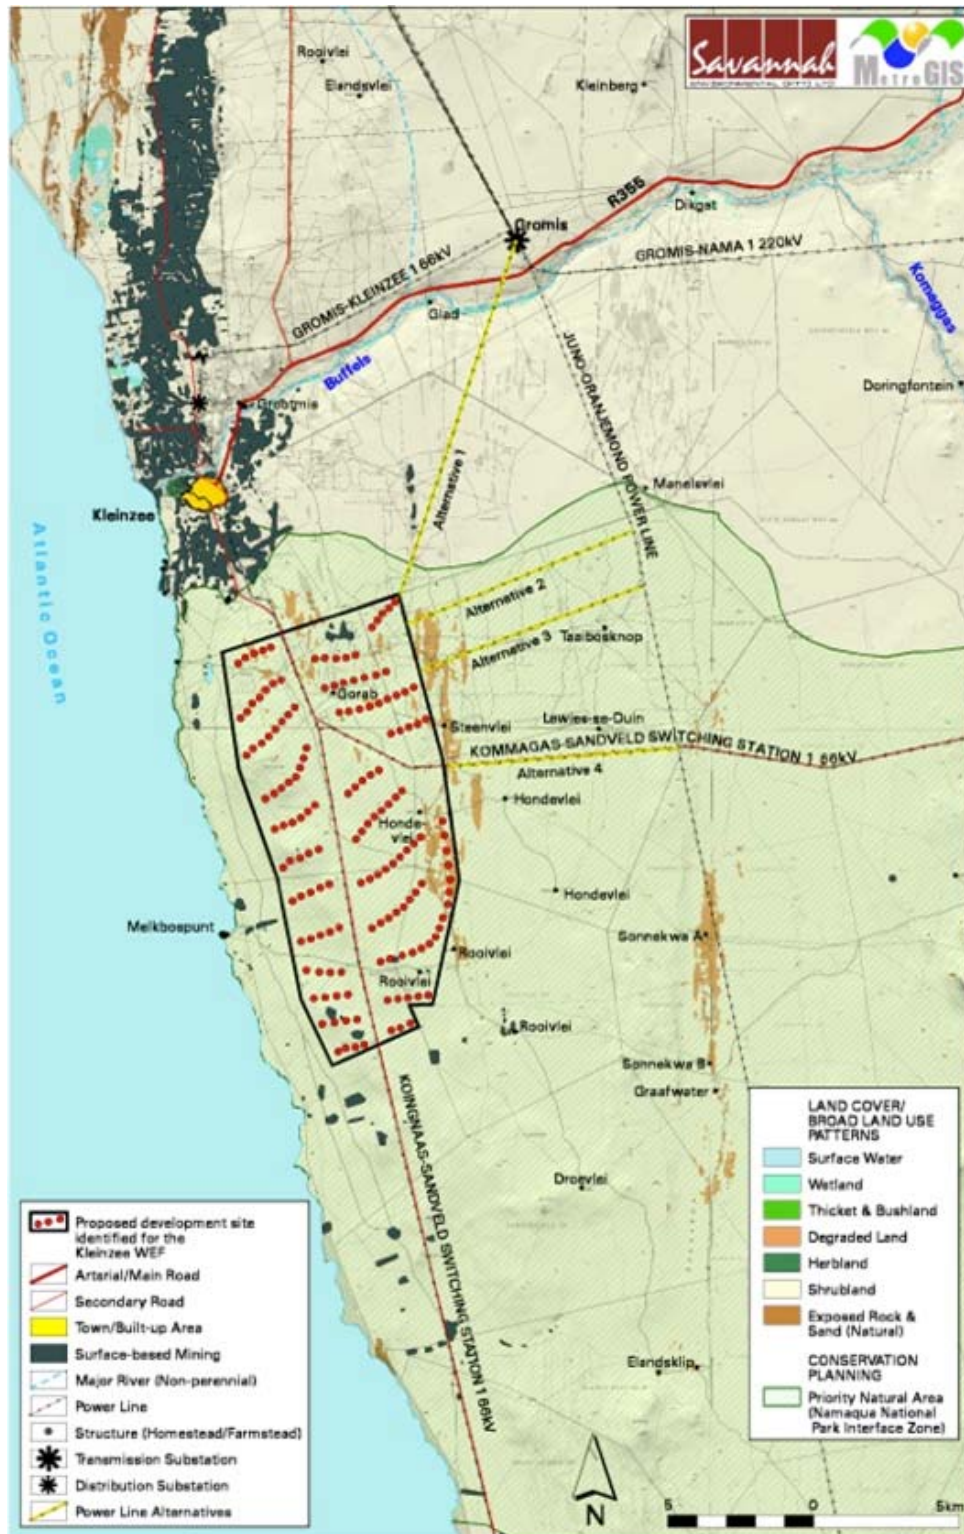 Savannah
MetroGIS
Rooivlei
Elandsvlei
Kleinberg
R355
Dikgat
Gromis
GROMIS-NAMA 1 220kV
GROMIS-KLEINZEE 1 66kV
Komaggas
Glad
Buffels
JUNO-ORANJEMOND POWER LINE
Doringfontein
Grootmis
Alternative 1
Manelsvlei
Kleinzee
Atlantic Ocean
Alternative 2
Alternative 3
Taaibosknop
Gorab
Steenvlei
Lewies-se-Duin
KOMMAGAS-SANDVELD SWITCHING STATION 1 66kV
Alternative 4
Hondevlei
Honde-
vlei
Hondevlei
Melkbospunt
Sonnekwa A
Rooivlei
Rooivlei
Rooivlei
Sonnekwa B
Graafwater
KOINGNAAS-SANDVELD SWITCHING STATION 1 66kV
Droevlei
Elandsklip
LAND COVER/
BROAD LAND USE
PATTERNS
Surface Water
Wetland
Thicket & Bushland
Degraded Land
Herbland
Shrubland
Exposed Rock &
Sand (Natural)
CONSERVATION
PLANNING
Priority Natural Area
(Namaqua National
Park Interface Zone)
Proposed development site
identified for the
Kleinzee WEF
Arterial/Main Road
Secondary Road
Town/Built-up Area
Surface-based Mining
Major River (Non-perennial)
Power Line
Structure (Homestead/Farmstead)
Transmission Substation
Distribution Substation
Power Line Alternatives
N
5 0 5km